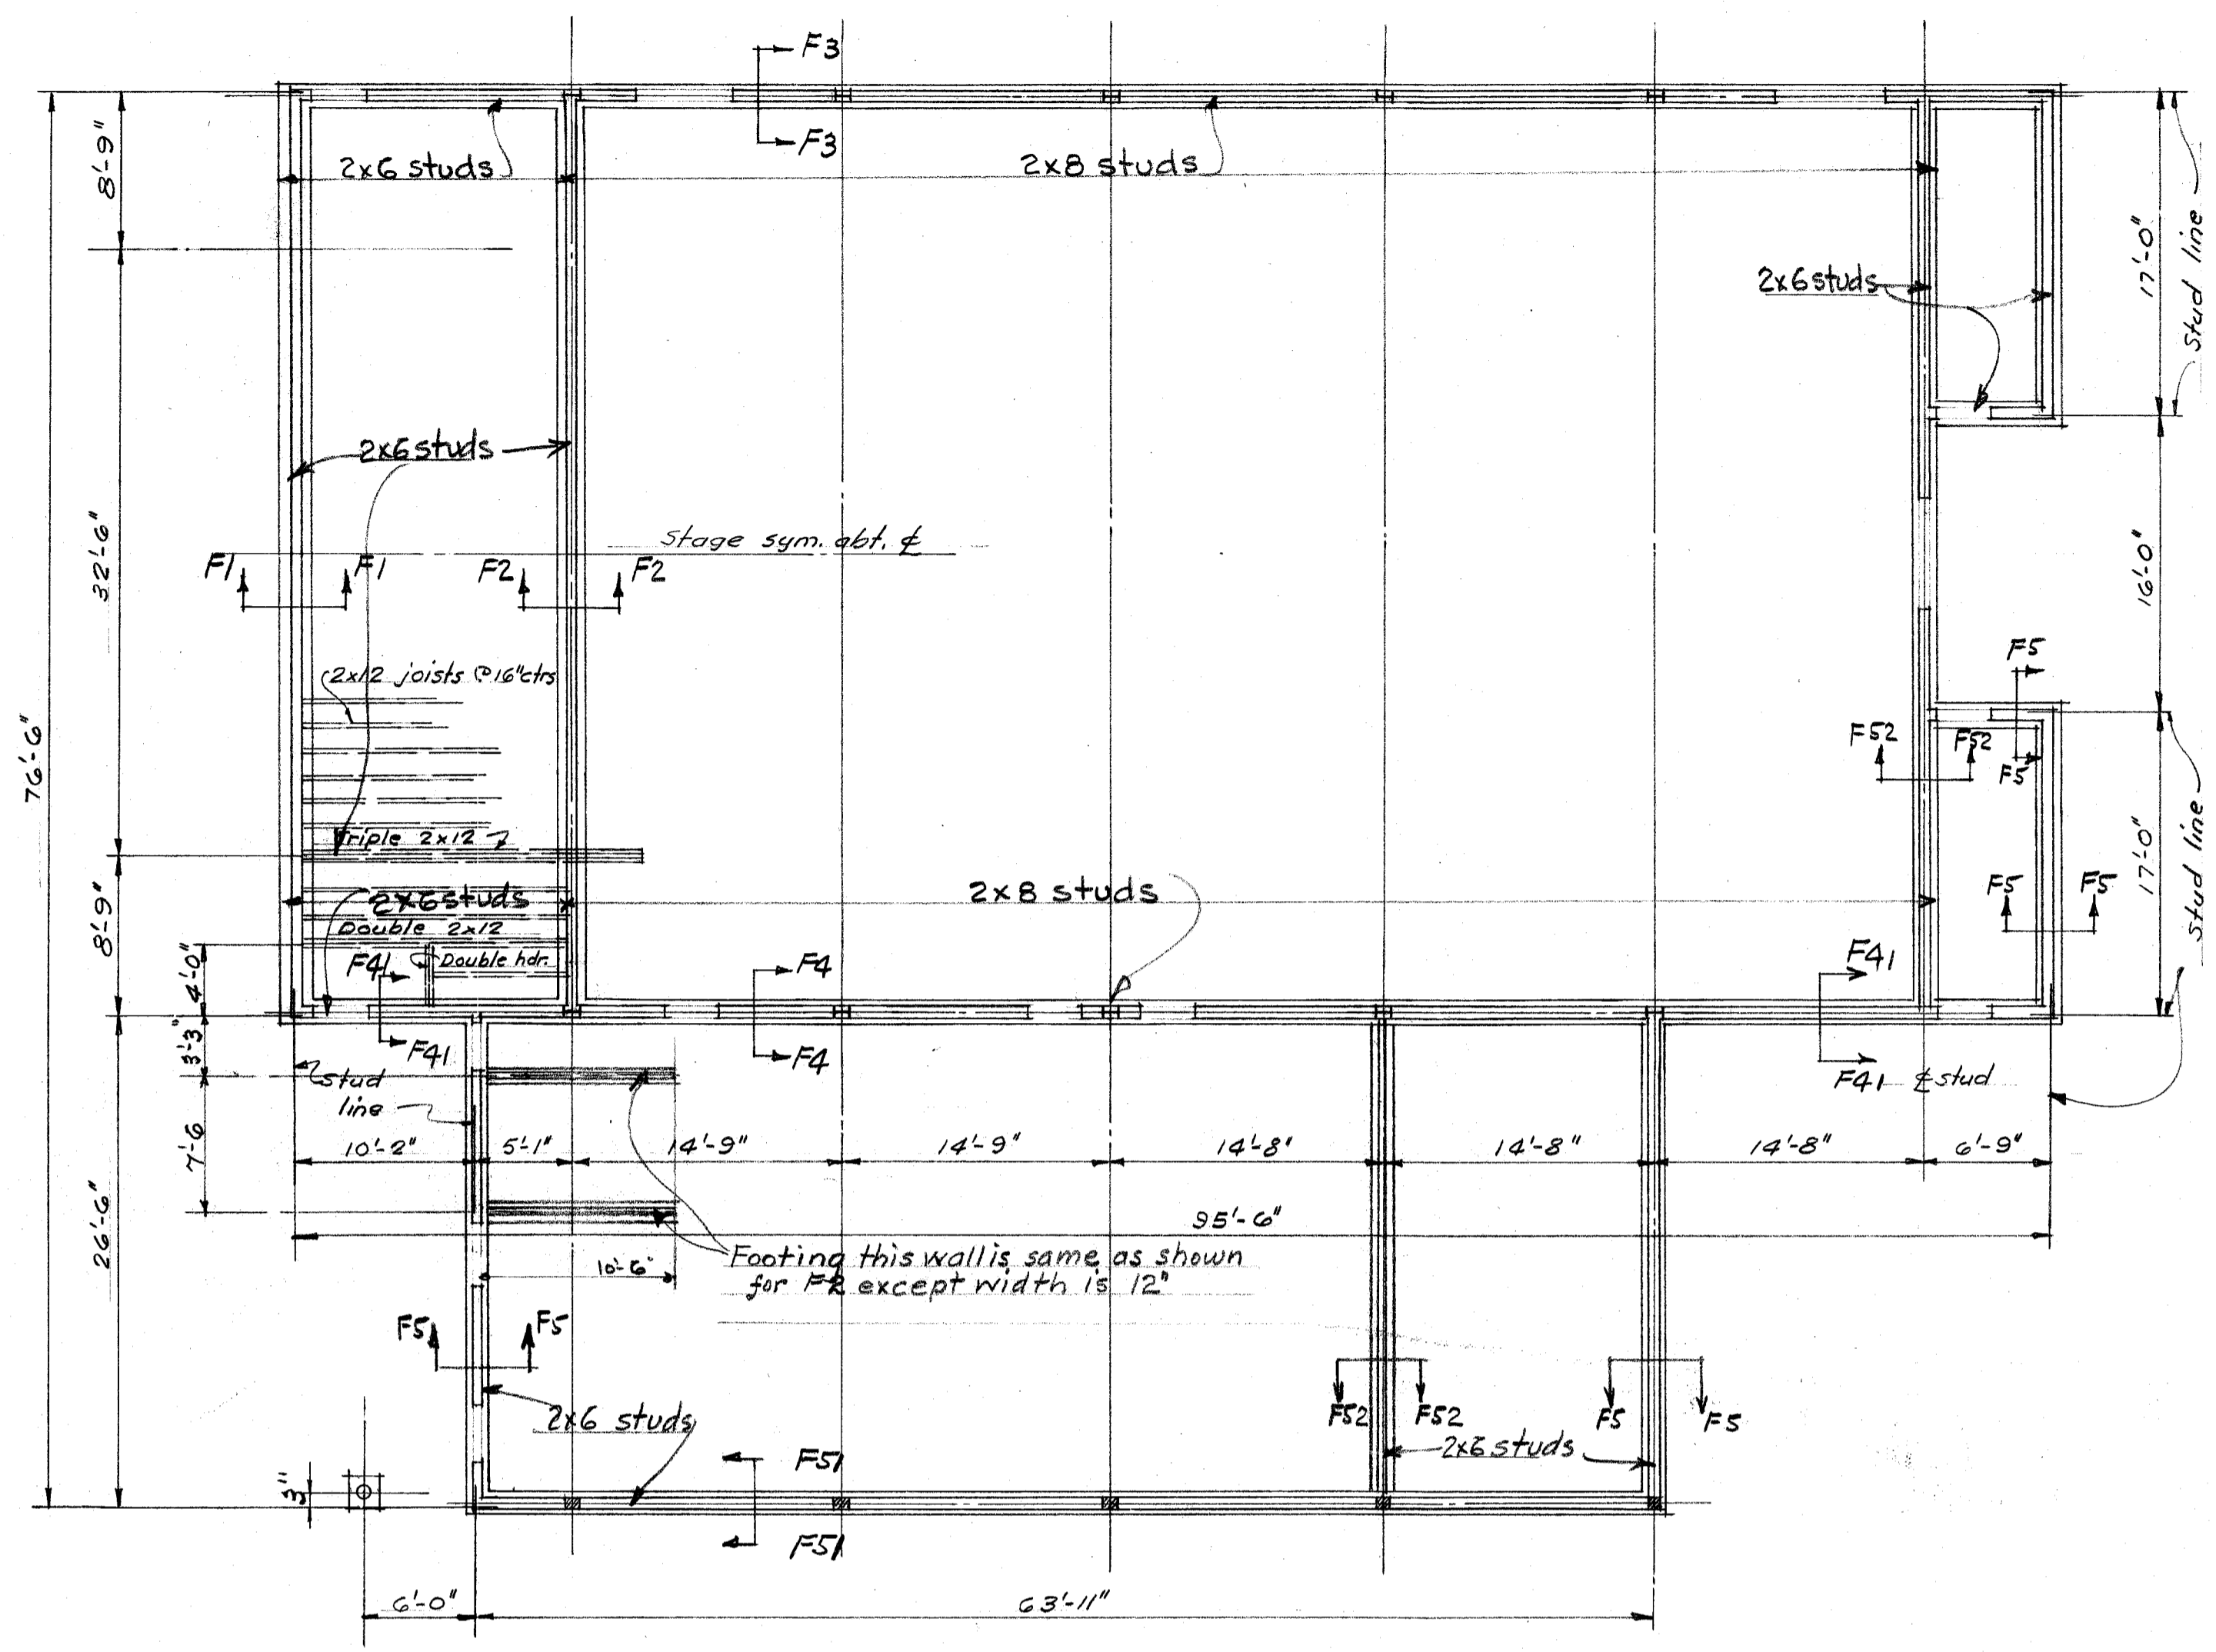 F3
F3
8'-9"
2x6 studs
2x8 studs
17'-0"
stud line
2x6 studs
2x6 studs
32'-6"
Stage sym. abt. ℄
F1
F1
F2
F2
16'-0"
F5
2x12 joists @ 16" ctrs
76'-6"
F52
F52
F5
Triple 2x12
17'-0"
stud line
2x6 studs
2x8 studs
F5
F5
8'-9"
Double 2x12
4'-0"
F41
Double hdr.
F4
F41
3'-3"
F41
F4
F41
℄ stud
stud
line
7'-6
10'-2"
5'-1"
14'-9"
14'-9"
14'-8"
14'-8"
14'-8"
6'-9"
26'-6"
95'-6"
Footing this wall is same as shown
10'-6"
for F2 except width is 12"
F5
F5
F52
F52
F5
F5
2x6 studs
2x6 studs
F51
3"
F51
6'-0"
63'-11"